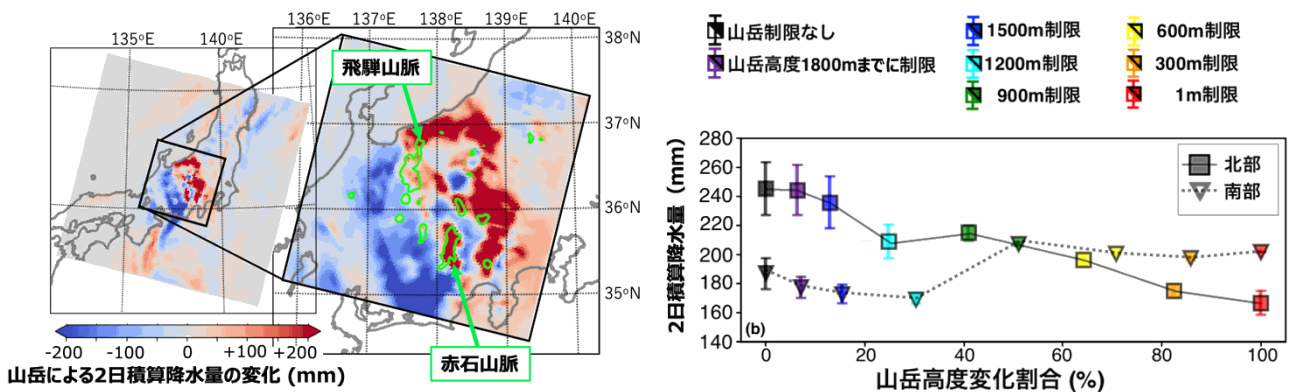 136°E 137°E 138°E 139°E 140°E
135°E 140°E
38°N
37°N
36°N
35°N
飛騨山脈
赤石山脈
-200 -100 0 +100 +200
山岳による2日積算降水量の変化 (mm)
山岳制限なし
山岳高度1800mまでに制限
1500m制限
1200m制限
900m制限
600m制限
300m制限
1m制限
2日積算降水量 (mm)
280
260
240
220
200
180
160
140
北部
南部
(b)
0 20 40 60 80 100
山岳高度変化割合 (%)